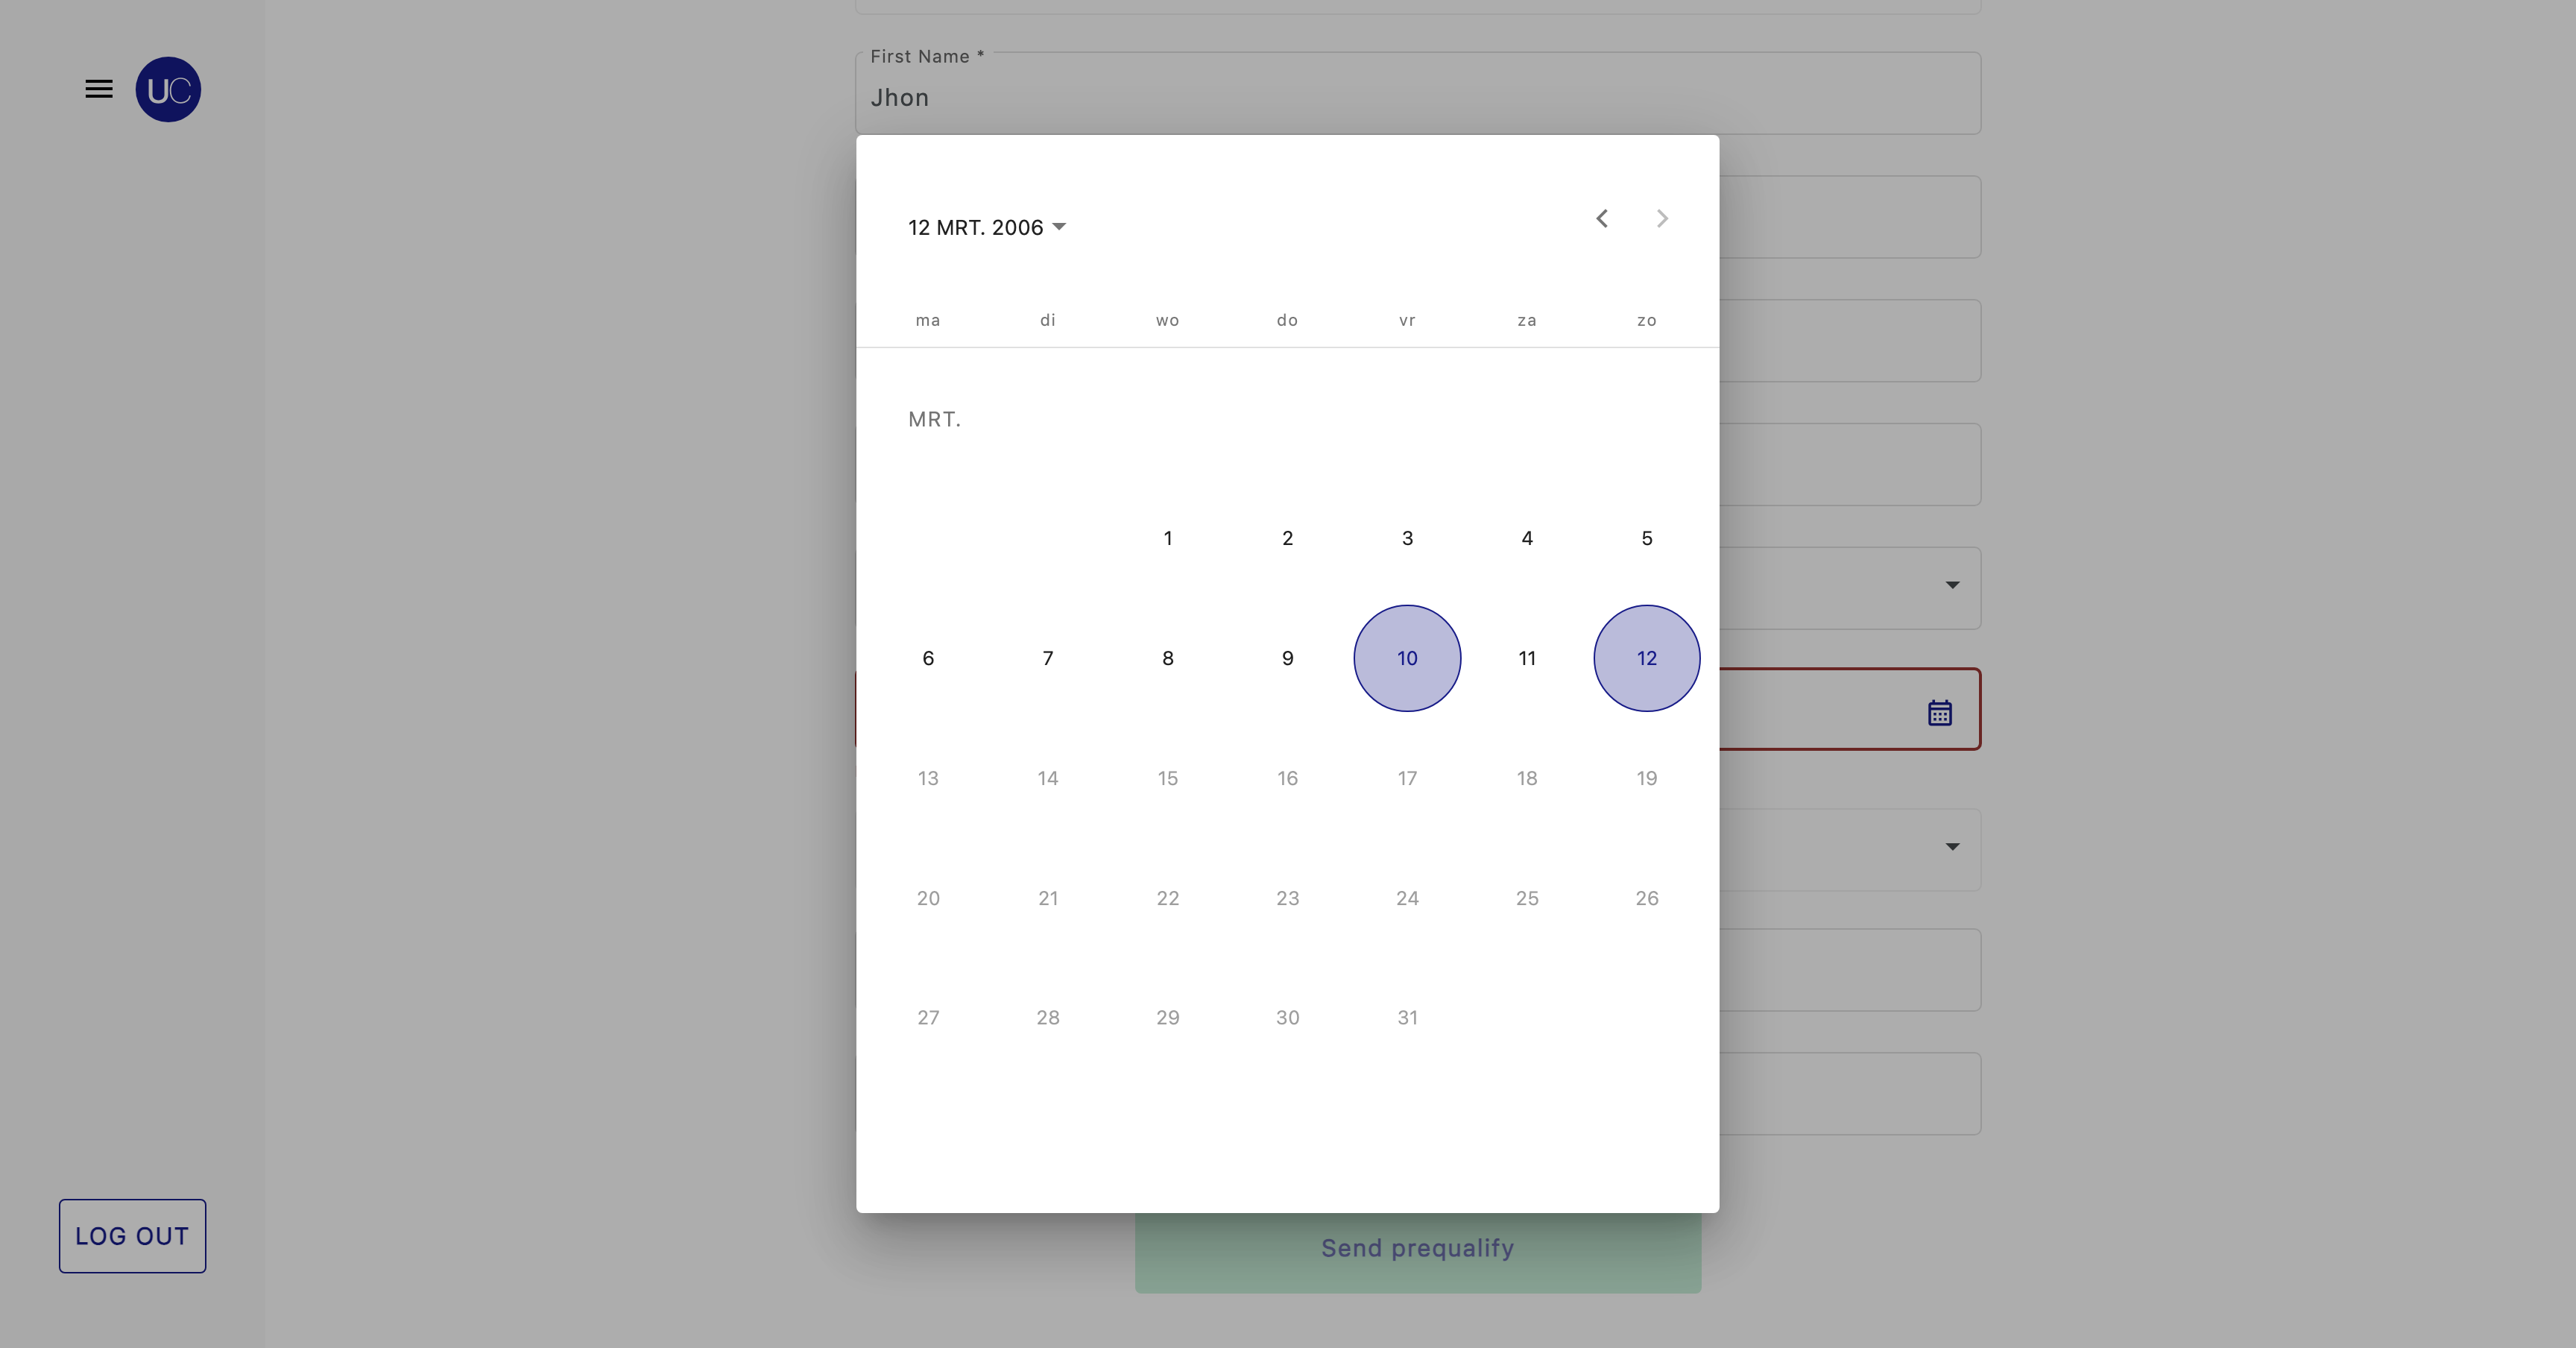 First Name *
UC
Jhon
12 MRT. 2006
ma di wo do vr za zo
MRT.
1 2 3 4 5
6 7 8 9 10 11 12
13 14 15 16 17 18 19
20 21 22 23 24 25 26
27 28 29 30 31
LOG OUT
Send prequalify